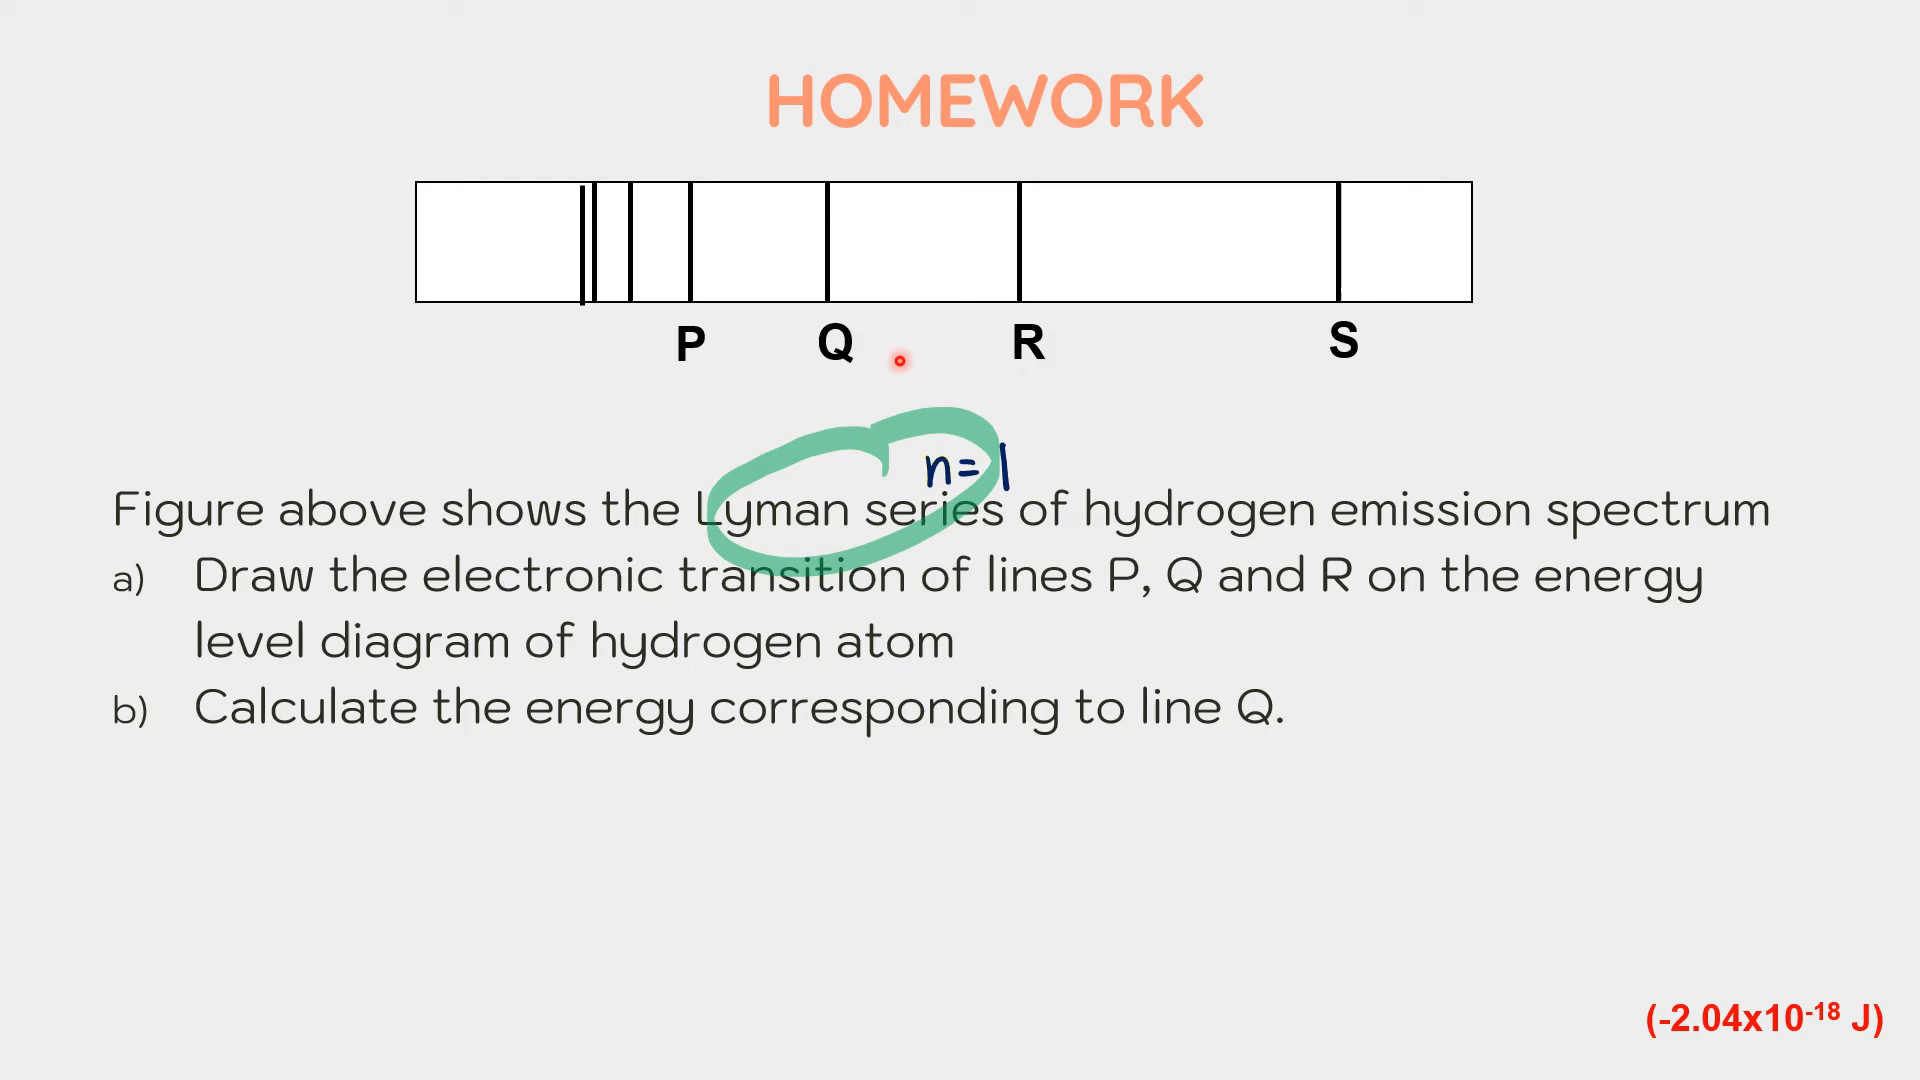 HOMEWORK
P Q R S
n=1
Figure above shows the Lyman series of hydrogen emission spectrum
a) Draw the electronic transition of lines P, Q and R on the energy
level diagram of hydrogen atom
b) Calculate the energy corresponding to line Q.
(-2.04x10⁻¹⁸ J)